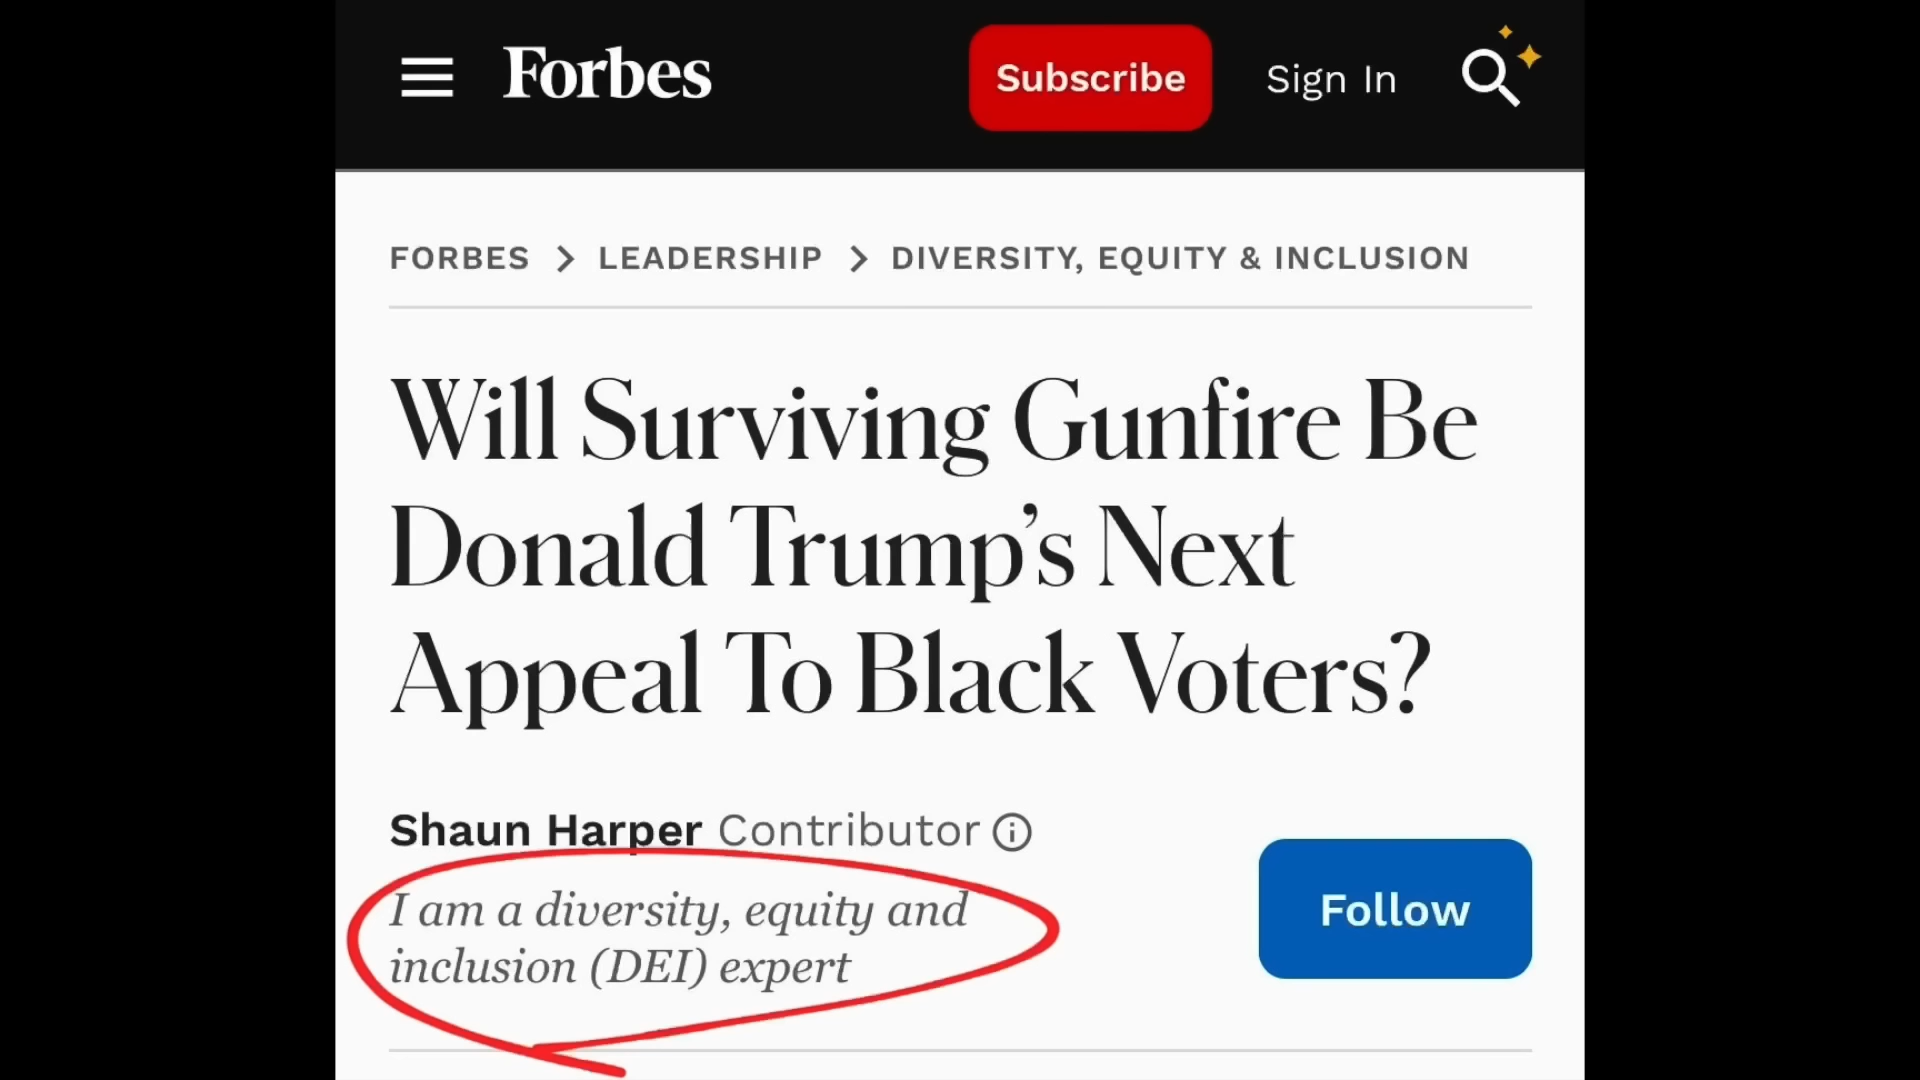 Forbes
Subscribe
Sign In
FORBES > LEADERSHIP > DIVERSITY, EQUITY & INCLUSION
Will Surviving Gunfire Be
Donald Trump’s Next
Appeal To Black Voters?
Shaun Harper Contributor
I am a diversity, equity and
inclusion (DEI) expert
Follow